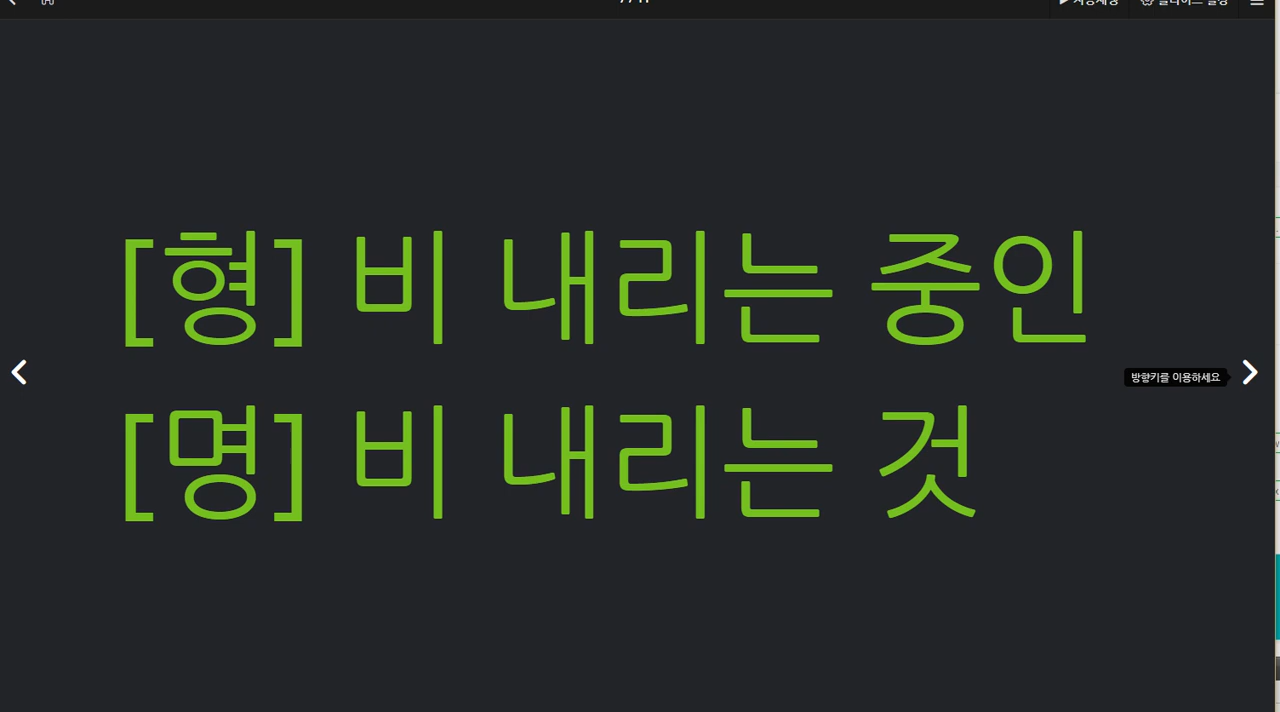 [형] 비 내리는 중인
방향키를 이용하세요
[명] 비 내리는 것